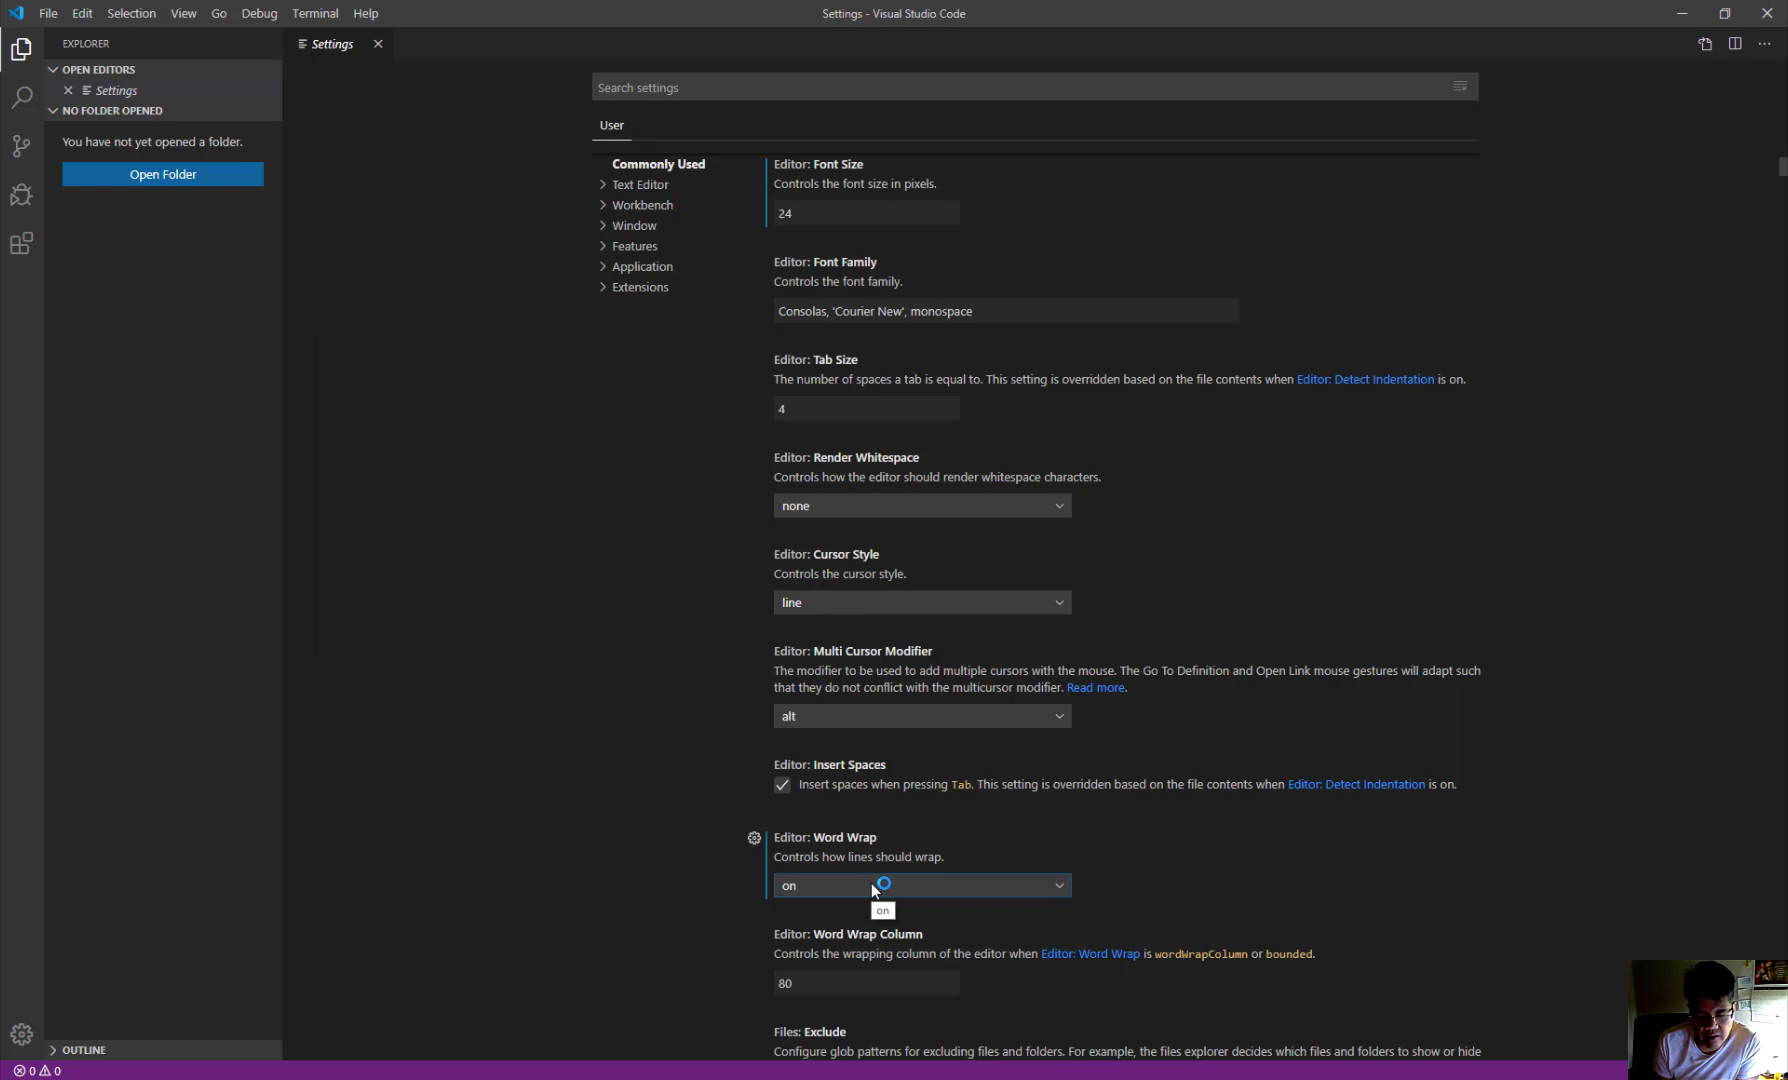 File Edit Selection View Go Debug Terminal Help
Settings - Visual Studio Code
EXPLORER
OPEN EDITORS
Settings
NO FOLDER OPENED
You have not yet opened a folder.
Open Folder
OUTLINE
Settings
Search settings
User
Commonly Used
Text Editor
Workbench
Window
Features
Application
Extensions
Editor: Font Size
Controls the font size in pixels.
24
Editor: Font Family
Controls the font family.
Consolas, 'Courier New', monospace
Editor: Tab Size
The number of spaces a tab is equal to. This setting is overridden based on the file contents when Editor: Detect Indentation is on.
4
Editor: Render Whitespace
Controls how the editor should render whitespace characters.
none
Editor: Cursor Style
Controls the cursor style.
line
Editor: Multi Cursor Modifier
The modifier to be used to add multiple cursors with the mouse. The Go To Definition and Open Link mouse gestures will adapt such
that they do not conflict with the multicursor modifier. Read more.
alt
Editor: Insert Spaces
Insert spaces when pressing Tab. This setting is overridden based on the file contents when Editor: Detect Indentation is on.
Editor: Word Wrap
Controls how lines should wrap.
on
on
Editor: Word Wrap Column
Controls the wrapping column of the editor when Editor: Word Wrap is wordWrapColumn or bounded.
80
Files: Exclude
Configure glob patterns for excluding files and folders. For example, the files explorer decides which files and folders to show or hide
0 0